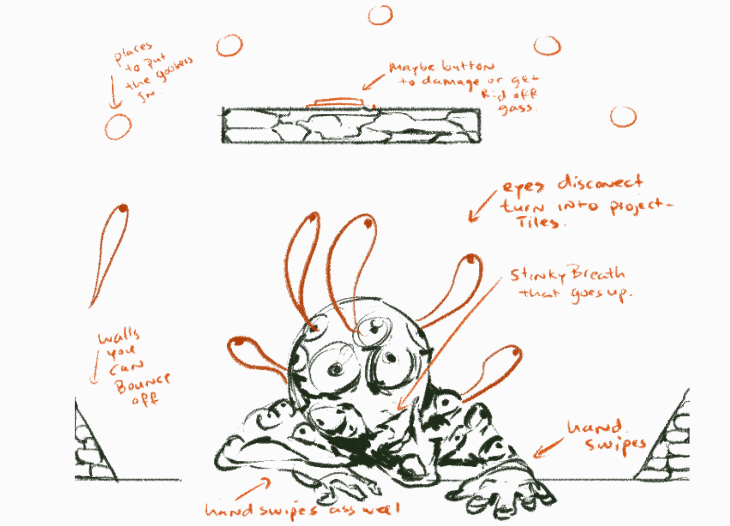 places
to put
the goobers
In.
Maybe button
to damage or get
Rid off
gass.
eyes disconect
turn into project-
Tiles.
Stinky Breath
that goes up.
walls
you
can
Bounce
off
hand
swipes
hand swipes ass well